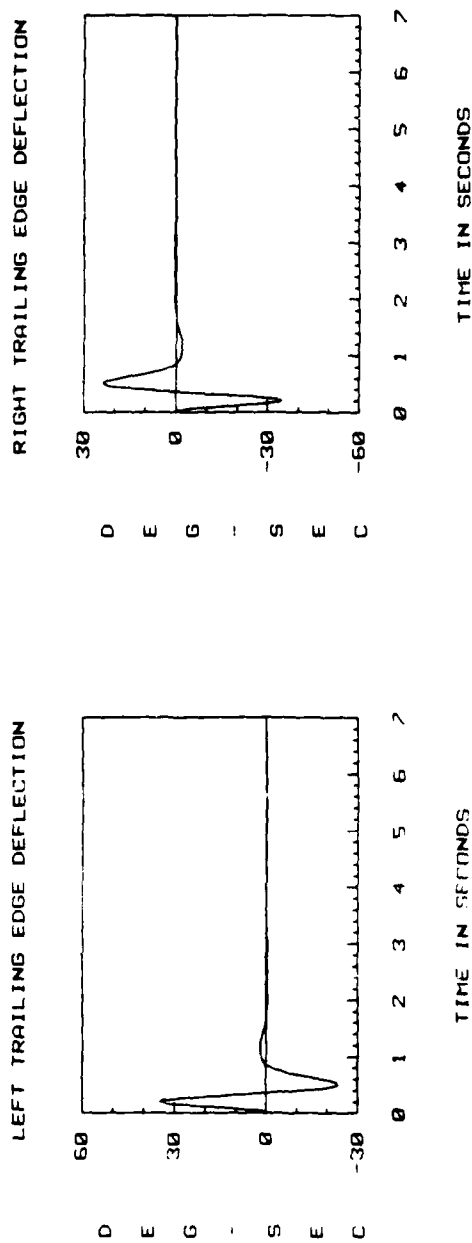 LEFT TRAILING EDGE DEFLECTION
60
30
0
-30
D E G - S E C
0 1 2 3 4 5 6 7
TIME IN SECONDS
RIGHT TRAILING EDGE DEFLECTION
30
0
-30
-60
D E G - S E C
0 1 2 3 4 5 6 7
TIME IN SECONDS